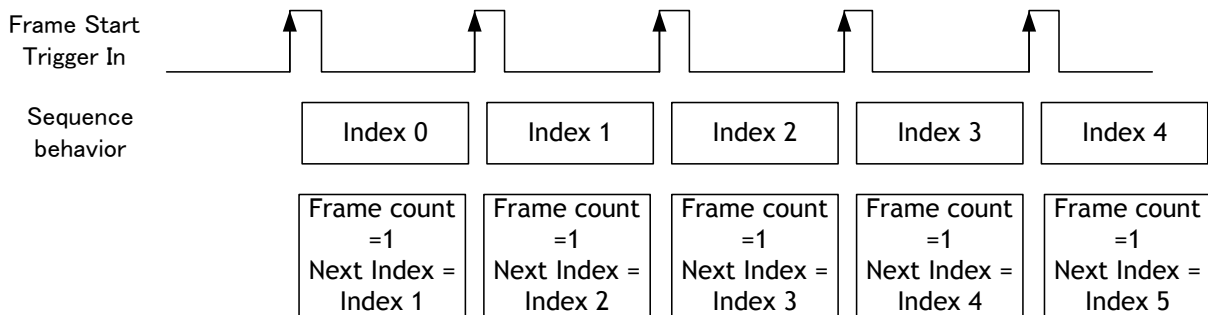 Frame Start
Trigger In
Sequence
behavior
Index 0
Index 1
Index 2
Index 3
Index 4
Frame count
=1
Next Index =
Index 1
Frame count
=1
Next Index =
Index 2
Frame count
=1
Next Index =
Index 3
Frame count
=1
Next Index =
Index 4
Frame count
=1
Next Index =
Index 5